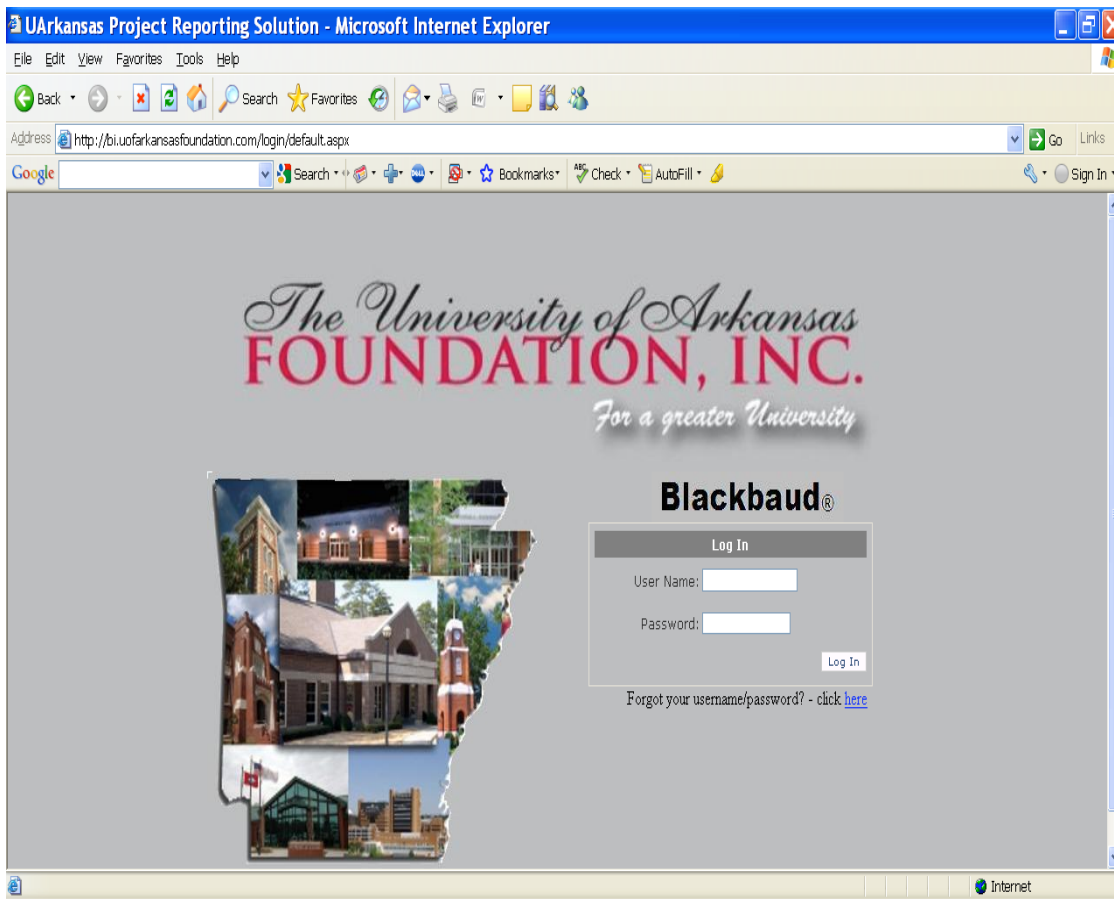 UArkansas Project Reporting Solution - Microsoft Internet Explorer
File Edit View Favorites Tools Help
Back Search Favorites
Address http://bi.uofarkansasfoundation.com/login/default.aspx Go Links
Google Search Bookmarks Check AutoFill Sign In
The University of Arkansas
FOUNDATION, INC.
For a greater University
Blackbaud®
Log In
User Name:
Password:
Log In
Forgot your username/password? - click here
Internet